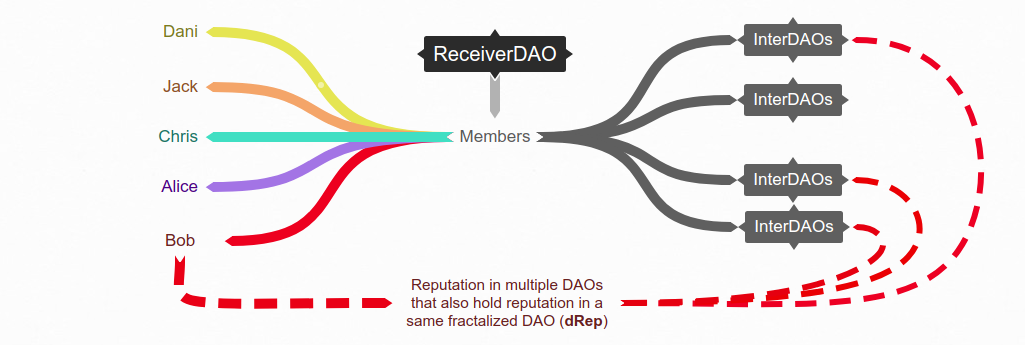 Dani
Jack
Chris
Alice
Bob
ReceiverDAO
Members
InterDAOs
InterDAOs
InterDAOs
InterDAOs
Reputation in multiple DAOs
that also hold reputation in a
same fractalized DAO (dRep)